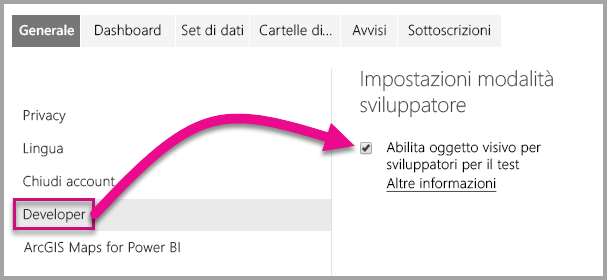 Generale Dashboard Set di dati Cartelle di... Avvisi Sottoscrizioni
Privacy
Lingua
Chiudi account
Developer
ArcGIS Maps for Power BI
Impostazioni modalità
sviluppatore
Abilita oggetto visivo per
sviluppatori per il test
Altre informazioni